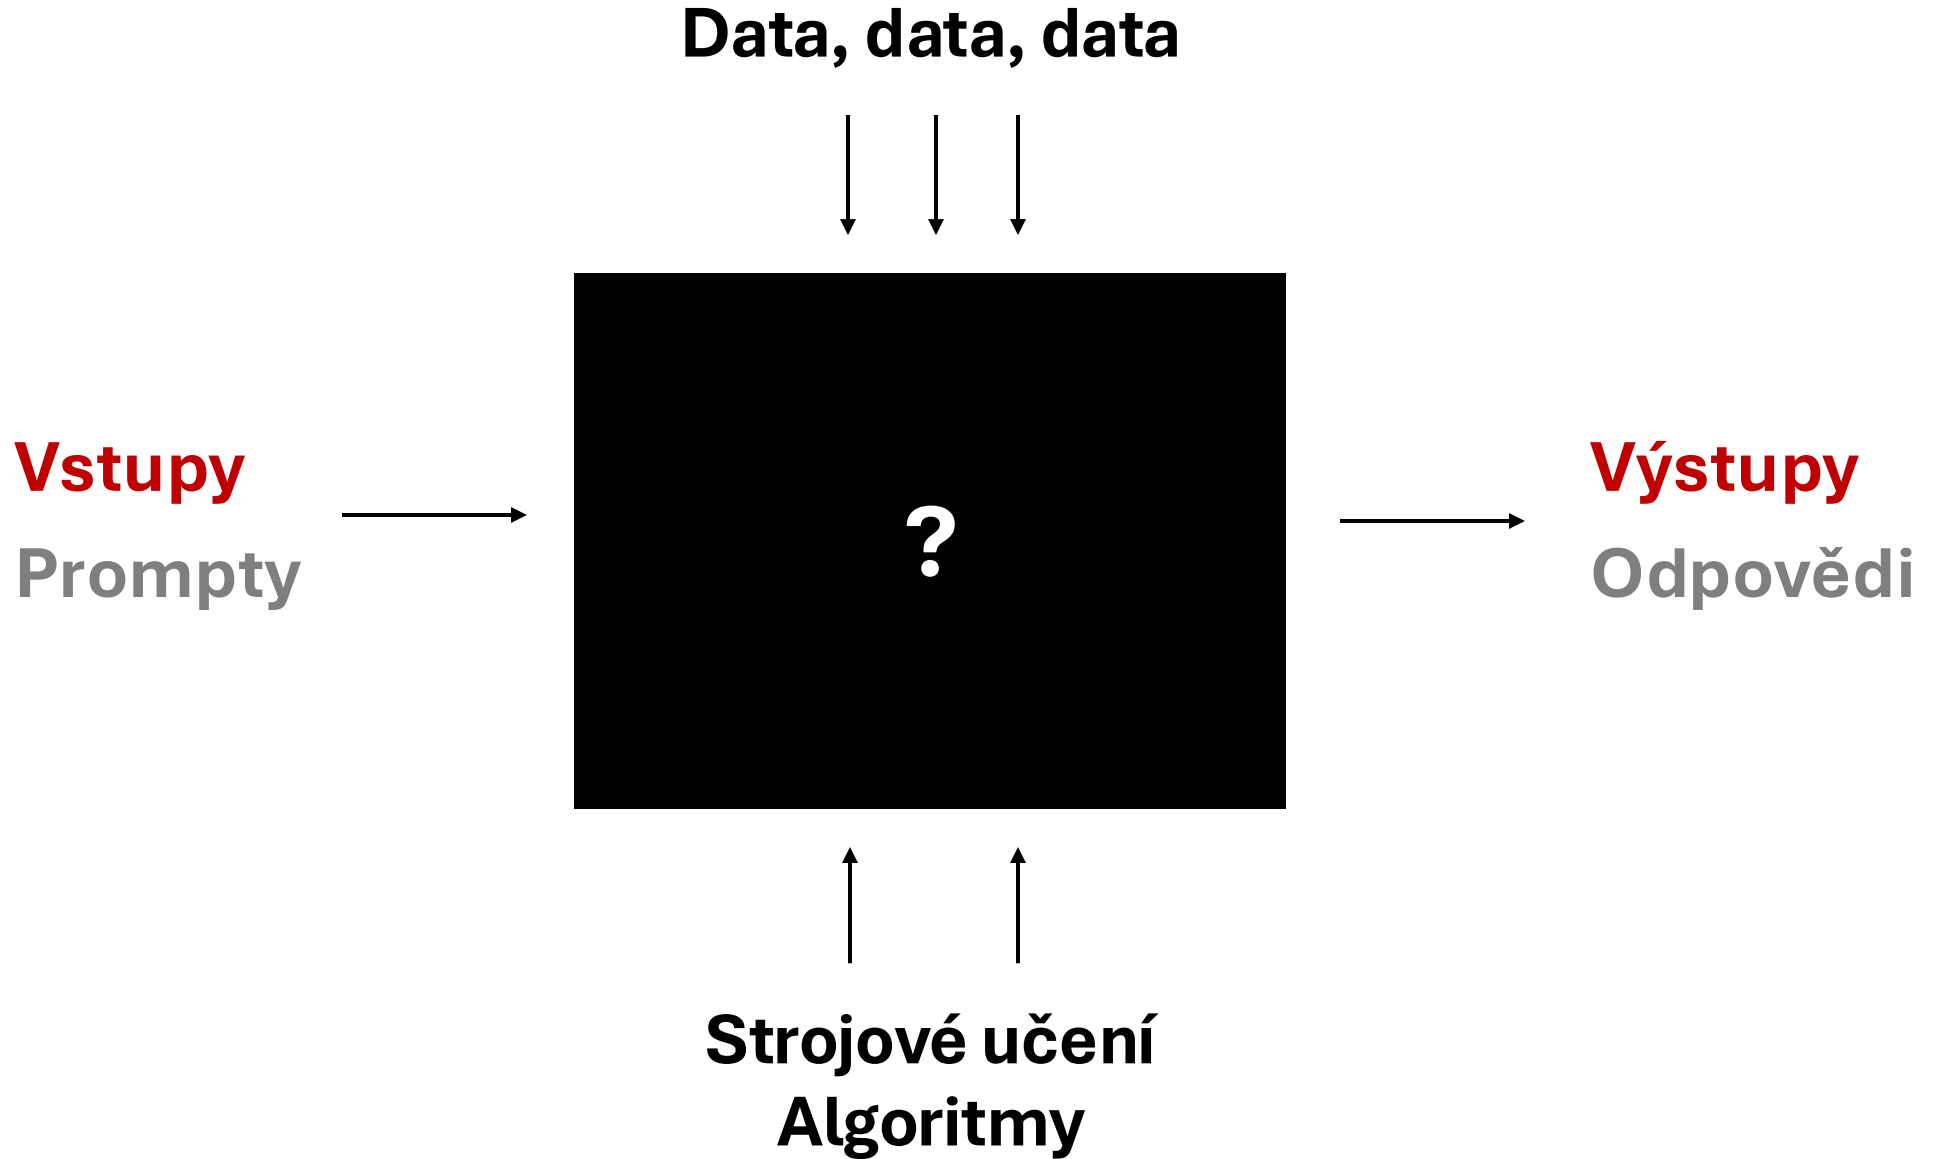 Data, data, data
Vstupy
Prompty
?
Výstupy
Odpovědi
Strojové učení
Algoritmy